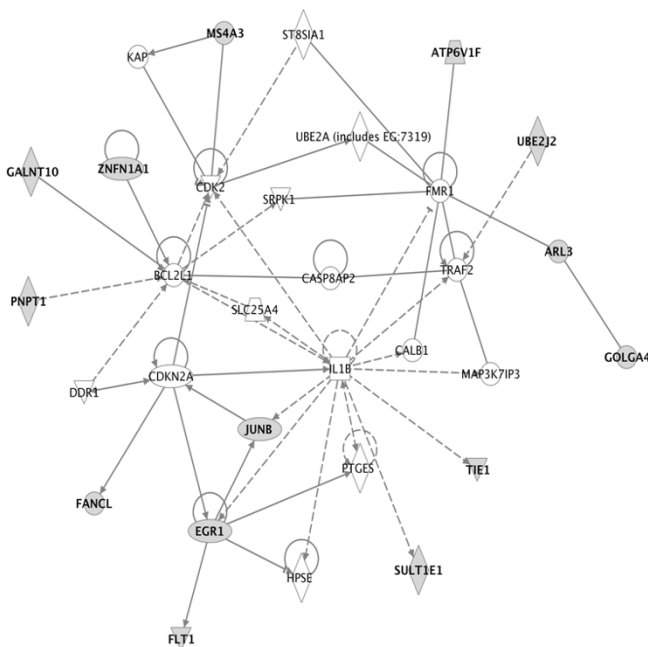 MS4A3
ST8SIA1
KAP
ATP6V1F
UBE2A (includes EG:7319)
UBE2J2
GALNT10
ZNFN1A1
CDK2
SRPK1
FMR1
ARL3
BCL2L1
CASP8AP2
TRAF2
PNPT1
SLC25A4
CALB1
GOLGA4
DDR1
CDKN2A
IL1B
MAP3K7IP3
JUNB
PTGES
TIE1
FANCL
EGR1
HPSE
SULT1E1
FLT1